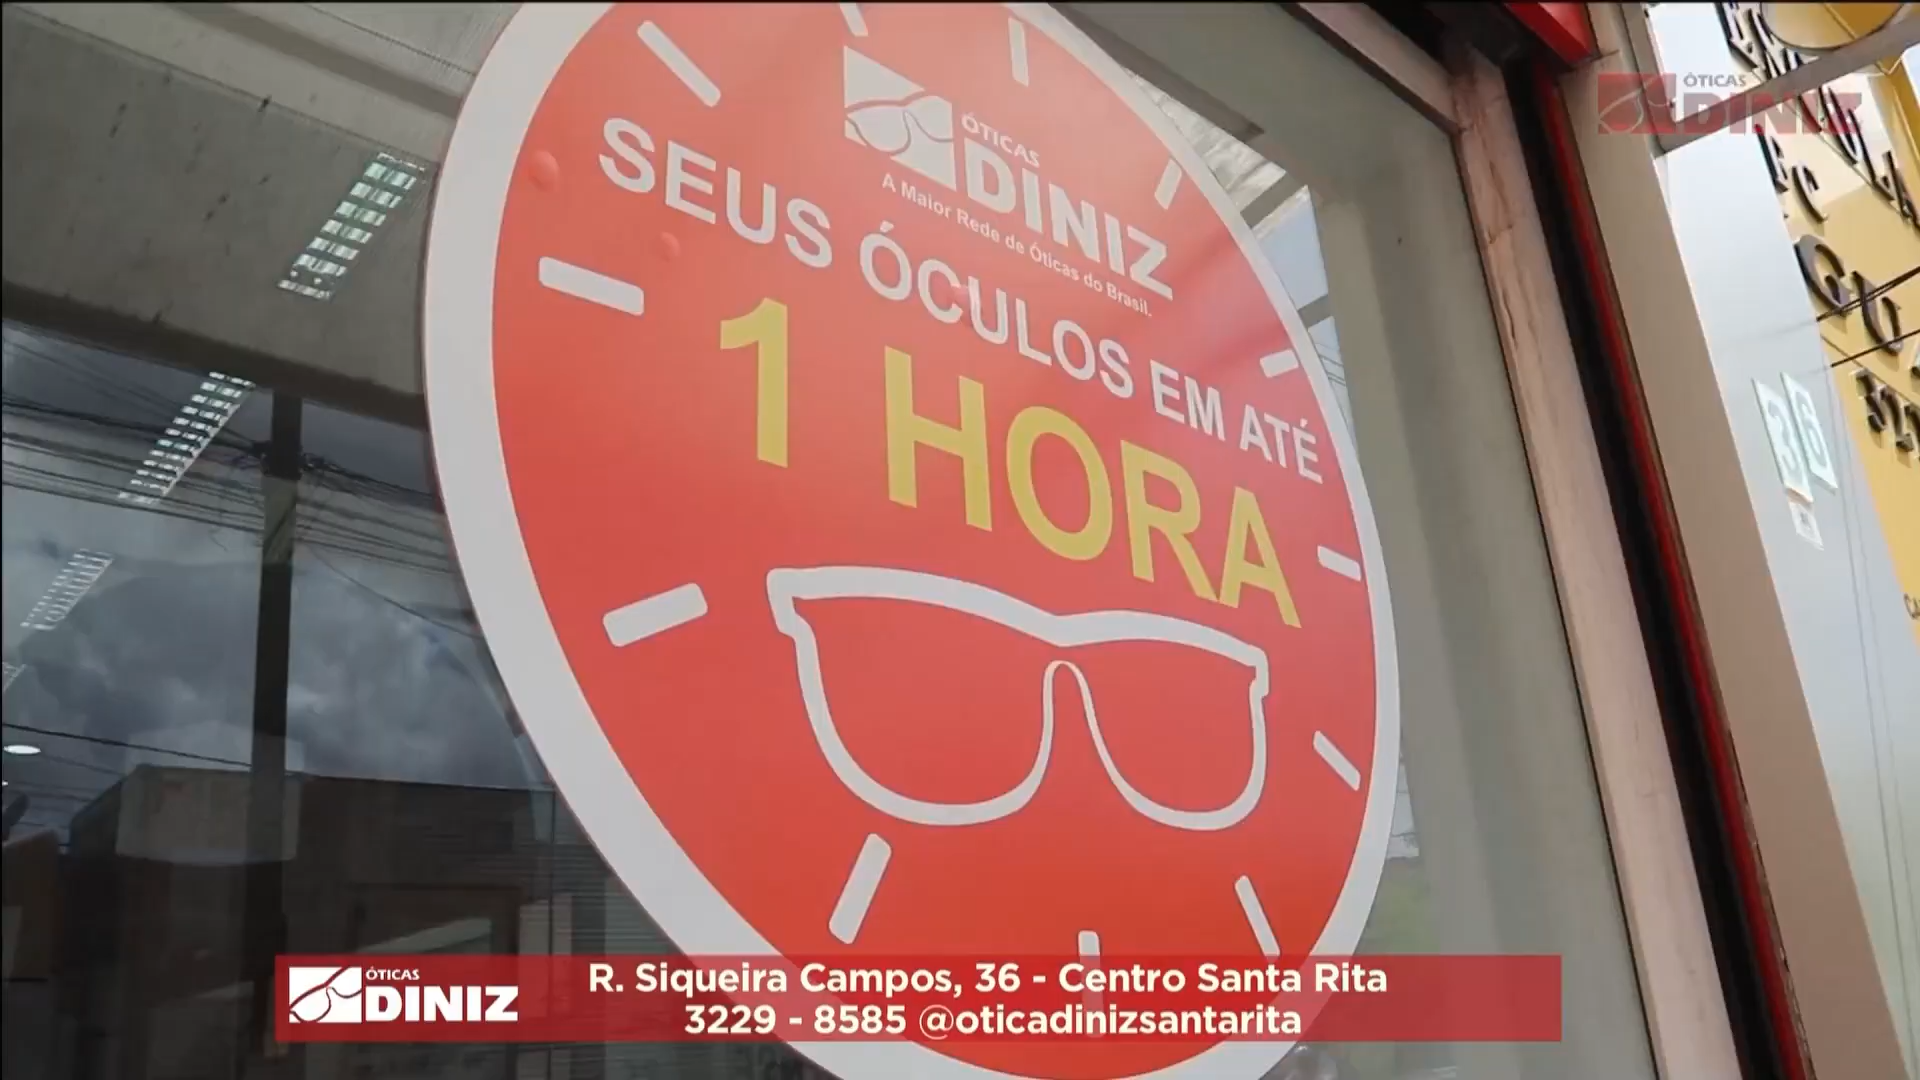 ÓTICAS
DINIZ
A Maior Rede de Óticas do Brasil.
SEUS ÓCULOS EM ATÉ
1 HORA
ÓTICAS
DINIZ
36
ÓTICAS
DINIZ
R. Siqueira Campos, 36 - Centro Santa Rita
3229 - 8585 @oticadinizsantarita